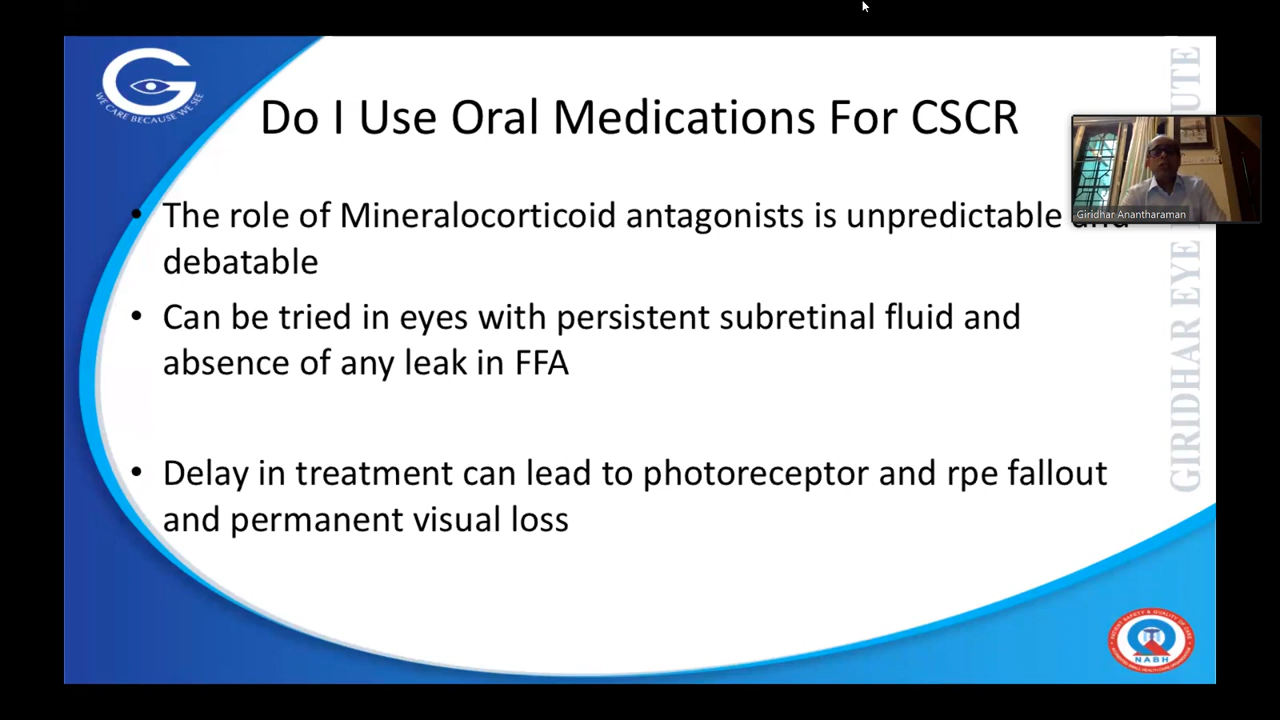 WE CARE BECAUSE WE SEE
Do I Use Oral Medications For CSCR
• The role of Mineralocorticoid antagonists is unpredictable and
debatable
• Can be tried in eyes with persistent subretinal fluid and
absence of any leak in FFA
• Delay in treatment can lead to photoreceptor and rpe fallout
and permanent visual loss
Giridhar Anantharaman
GIRIDHAR EYE
NABH